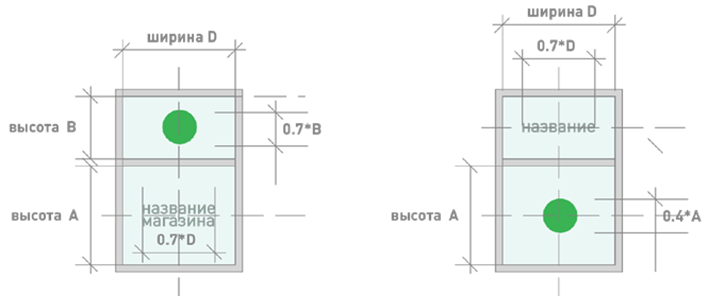 ширина D
высота В
0.7*В
название
магазина
0.7*D
высота А
ширина D
0.7*D
название
высота А
0.4*А